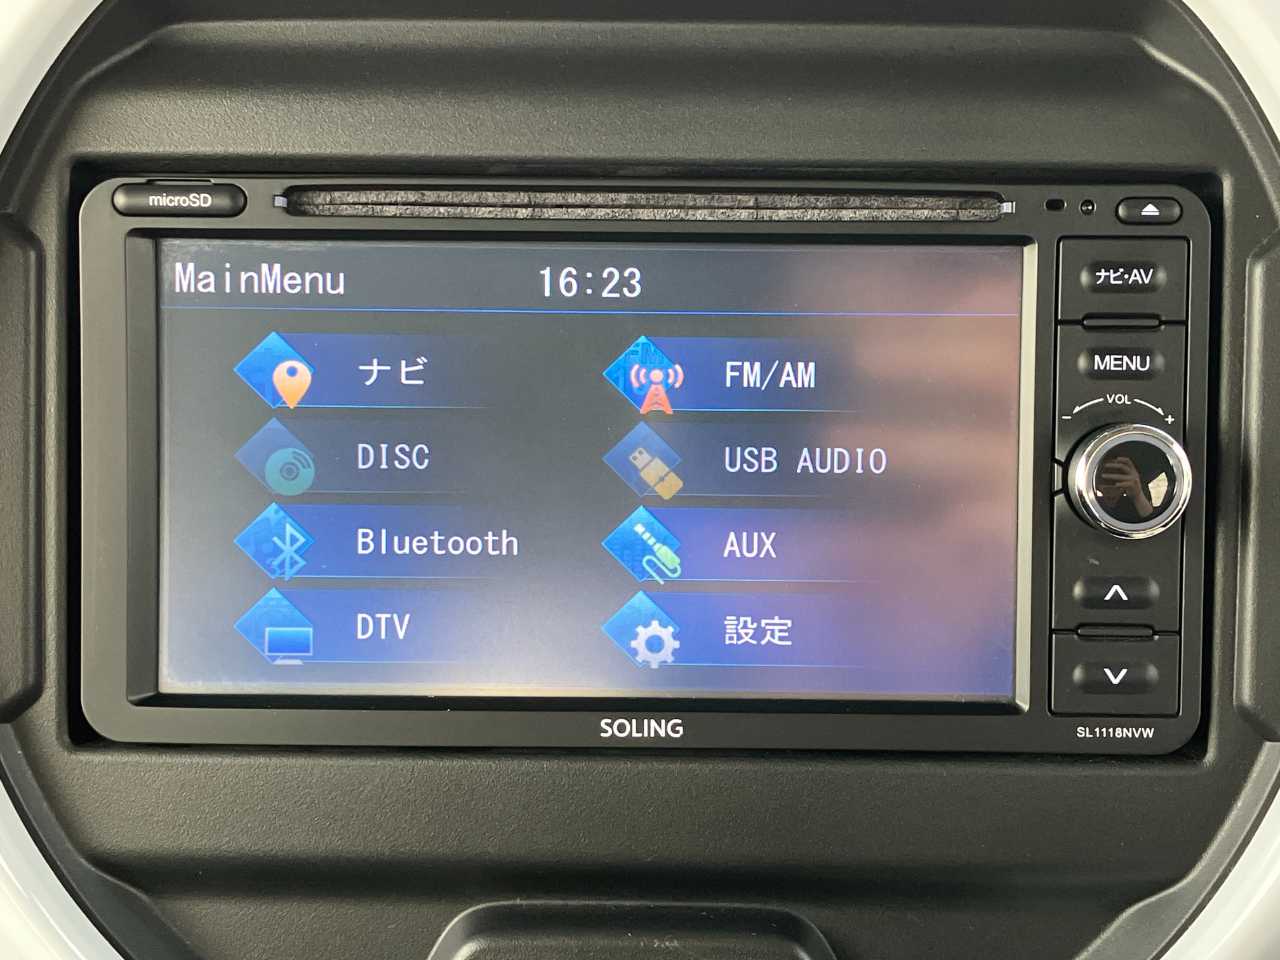 microSD
MainMenu 16:23
ナビ・AV
ナビ FM/AM
MENU
VOL
- +
DISC USB AUDIO
Bluetooth AUX
DTV 設定
SOLING
SL1118NVW